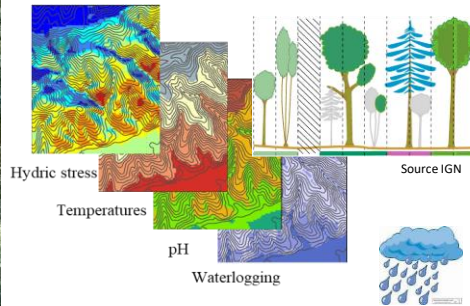 Source IGN
Hydric stress
Temperatures
pH
Waterlogging